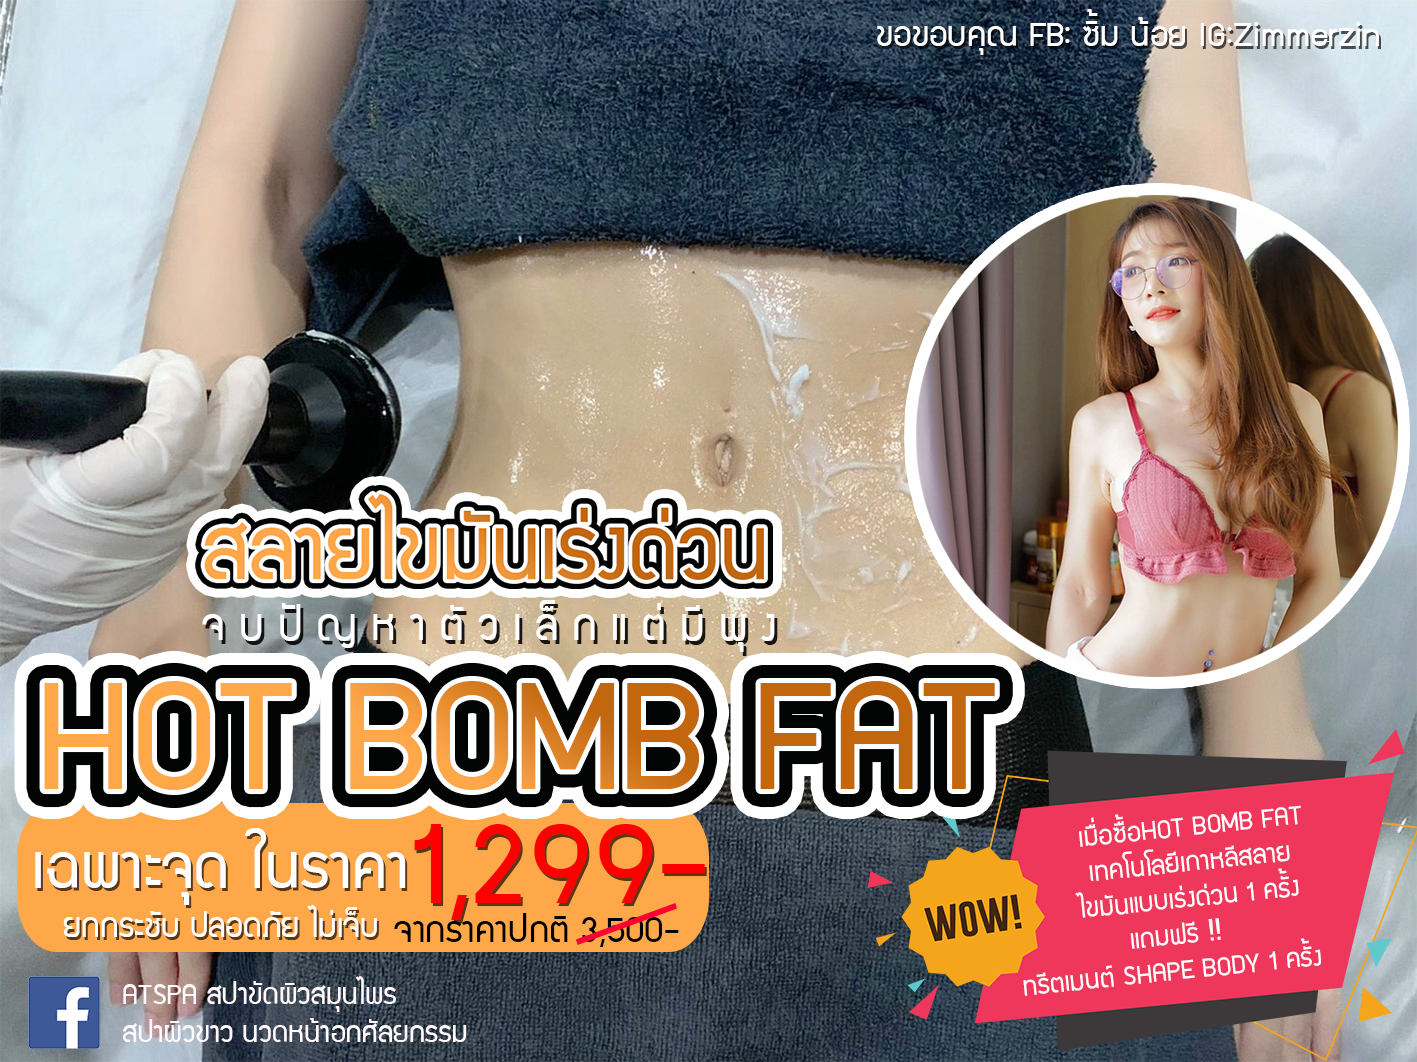 ขอขอบคุณ FB: ซิ้ม น้อย IG:Zimmerzin
สลายไขมันเร่งด่วน
จบปัญหาตัวเล็กแต่มีพุง
HOT BOMB FAT
เฉพาะจุด ในราคา 1,299-
ยกกระชับ ปลอดภัย ไม่เจ็บ จากราคาปกติ 3,500-
เมื่อซื้อHOT BOMB FAT
เทคโนโลยีเกาหลีสลาย
ไขมันแบบเร่งด่วน 1 ครั้ง
แถมฟรี !!
ทรีตเมนต์ SHAPE BODY 1 ครั้ง
WOW!
f
ATSPA สปาขัดผิวสมุนไพร
สปาผิวขาว นวดหน้าอกศัลยกรรม